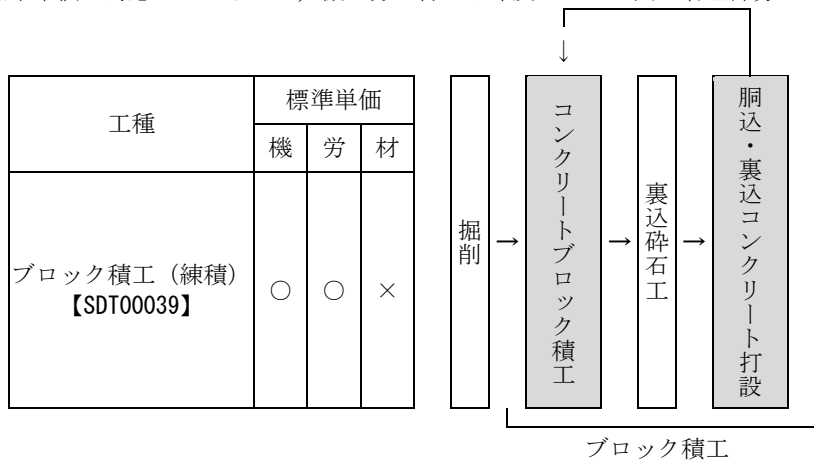 工種
標準単価
機 労 材
ブロック積工（練積）
【SDT00039】
○ ○ ×
↓
掘削
→
コンクリートブロック積工
→
裏込砕石工
→
胴込・裏込コンクリート打設
ブロック積工